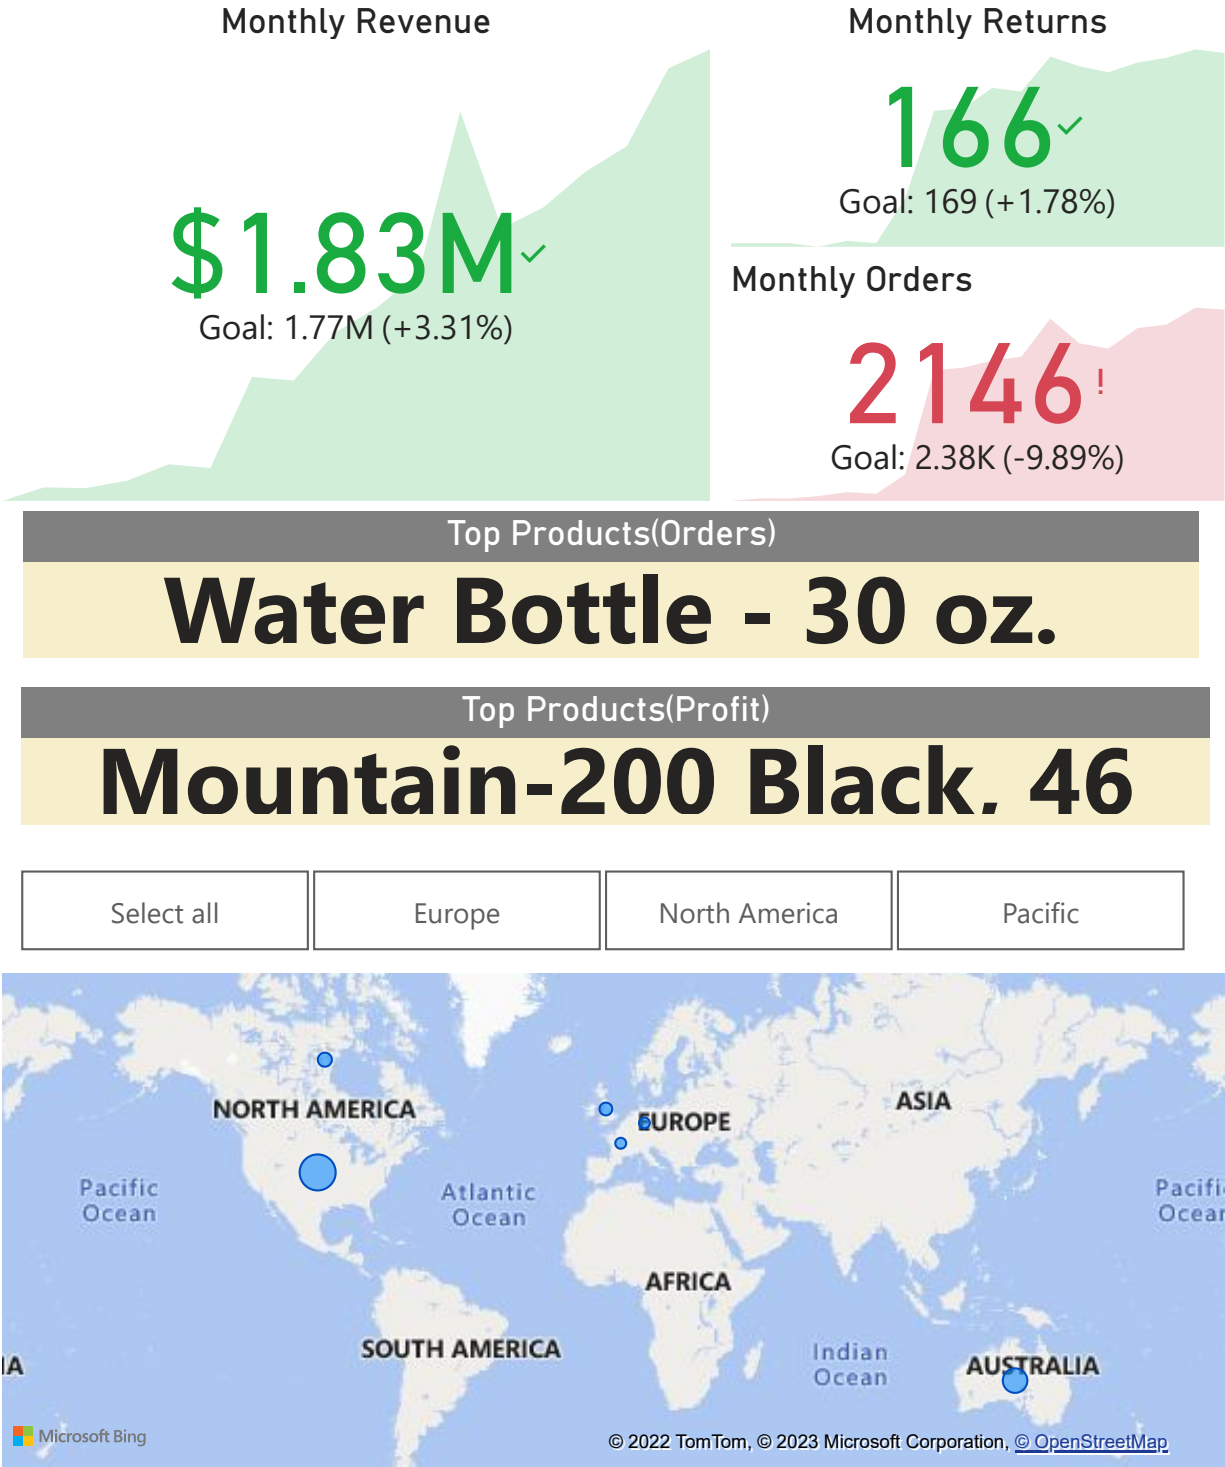 Monthly Revenue
$1.83M
Goal: 1.77M (+3.31%)
Monthly Returns
166
Goal: 169 (+1.78%)
Monthly Orders
2146!
Goal: 2.38K (-9.89%)
Top Products(Orders)
Water Bottle - 30 oz.
Top Products(Profit)
Mountain-200 Black, 46
Select all
Europe
North America
Pacific
NORTH AMERICA
EUROPE
ASIA
Pacific
Ocean
Atlantic
Ocean
Pacifi
Ocear
AFRICA
SOUTH AMERICA
Indian
Ocean
IA
AUSTRALIA
Microsoft Bing
© 2022 TomTom, © 2023 Microsoft Corporation, © OpenStreetMap